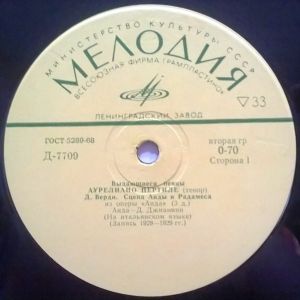 МИНИСТЕРСТВО КУЛЬТУРЫ СССР
МЕЛОДИЯ
ВСЕСОЮЗНАЯ ФИРМА ГРАМПЛАСТИНОК
ЛЕНИНГРАДСКИЙ ЗАВОД
▽33
ГОСТ 5289-68
Д-7709
вторая гр
0-70
Сторона 1
Выдающиеся певцы
АУРЕЛИАНО ПЕРТИЛЕ (тенор)
Д. Верди. Сцена Аиды и Радамеса
из оперы «Аида» (3 д.)
Аида—Д. Джианини
(На итальянском языке)
(Запись 1928—1929 гг.)